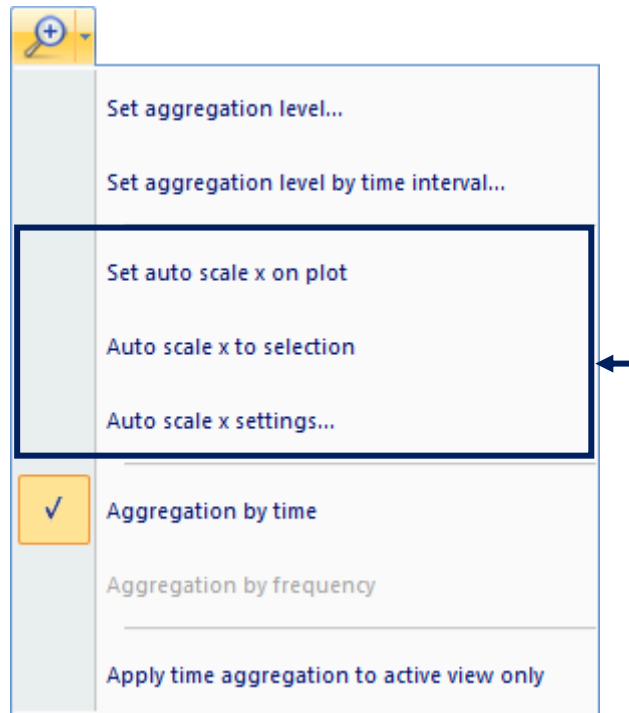 Set aggregation level...
Set aggregation level by time interval...
Set auto scale x on plot
Auto scale x to selection
Auto scale x settings...
Aggregation by time
Aggregation by frequency
Apply time aggregation to active view only